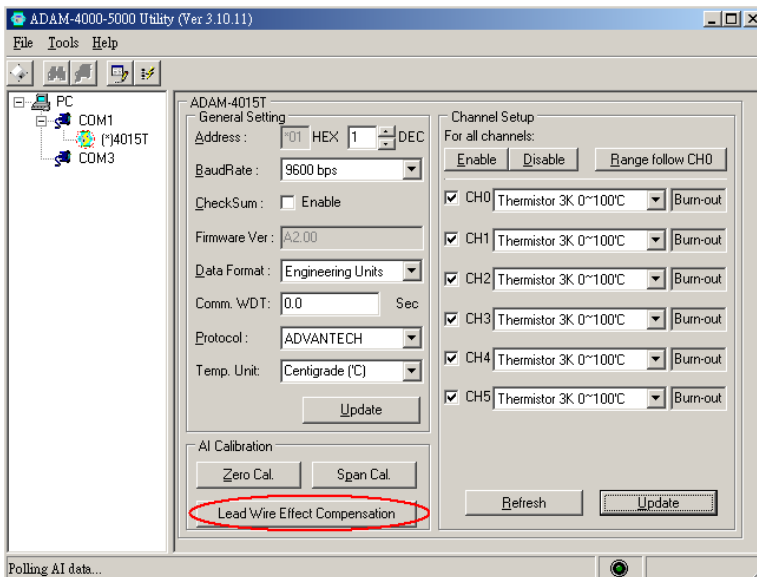 ADAM-4000-5000 Utility (Ver 3.10.11)
File Tools Help
PC
COM1
(*)4015T
COM3
ADAM-4015T
General Setting
Address : *01 HEX 1 DEC
BaudRate : 9600 bps
CheckSum : Enable
Firmware Ver : A2.00
Data Format : Engineering Units
Comm. WDT: 0.0 Sec
Protocol : ADVANTECH
Temp. Unit: Centigrade ('C)
Update
AI Calibration
Zero Cal. Span Cal.
Lead Wire Effect Compensation
Channel Setup
For all channels:
Enable Disable Range follow CH0
CH0 Thermistor 3K 0~100'C Burn-out
CH1 Thermistor 3K 0~100'C Burn-out
CH2 Thermistor 3K 0~100'C Burn-out
CH3 Thermistor 3K 0~100'C Burn-out
CH4 Thermistor 3K 0~100'C Burn-out
CH5 Thermistor 3K 0~100'C Burn-out
Refresh Update
Polling AI data...